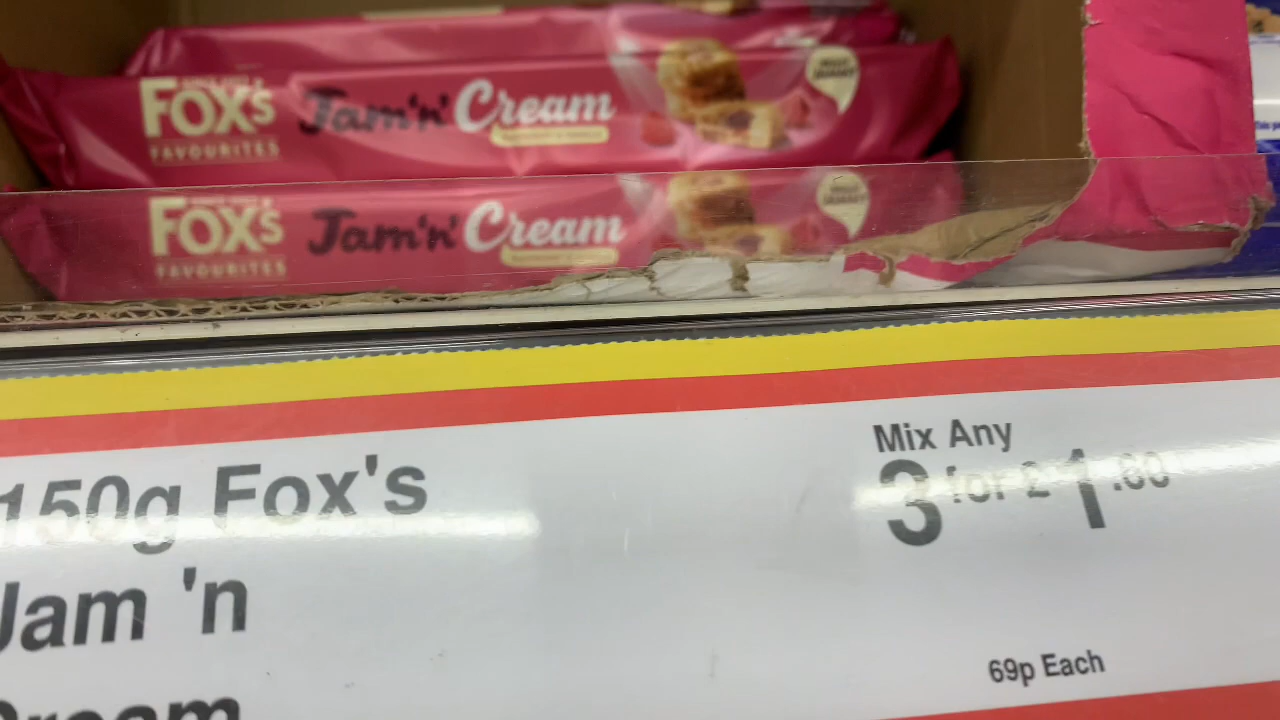 FOX'S
FAVOURITES
Jam'n'Cream
FOX'S
FAVOURITES
Jam'n'Cream
150g Fox's
Jam 'n
Cream
Mix Any
3 for £1
69p Each